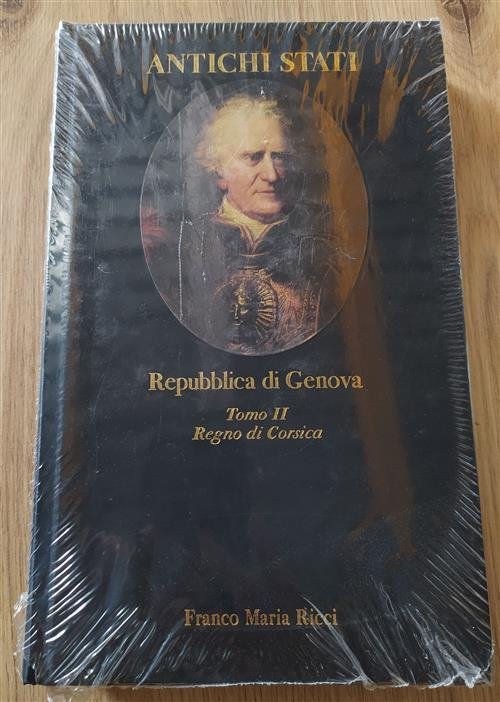 ANTICHI STATI
Repubblica di Genova
Tomo II
Regno di Corsica
Franco Maria Ricci